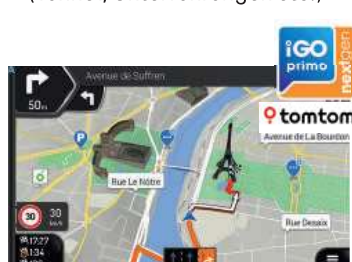 iGO
primo
nextgen
Avenue de Suffren
50m
tomtom
Avenue de La Bourdon
P
Rue Le Nôtre
30
30
km/h
Rue Desaix
17:27
1:34